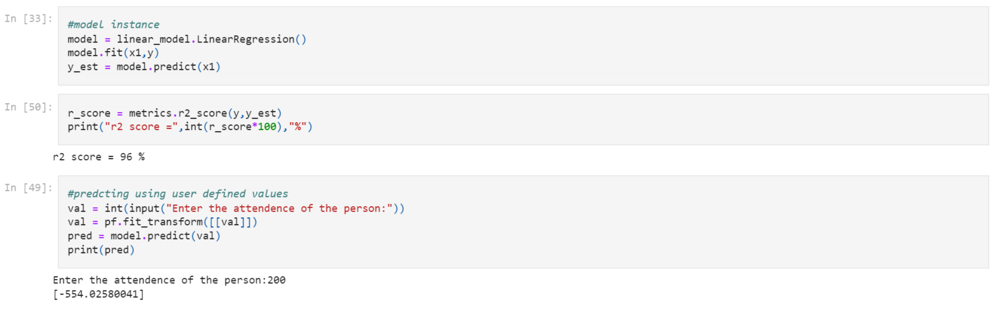 In [33]:
#model instance
model = linear_model.LinearRegression()
model.fit(x1,y)
y_est = model.predict(x1)
In [50]:
r_score = metrics.r2_score(y,y_est)
print("r2 score =",int(r_score*100),"%")
r2 score = 96 %
In [49]:
#predcting using user defined values
val = int(input("Enter the attendence of the person:"))
val = pf.fit_transform([[val]])
pred = model.predict(val)
print(pred)
Enter the attendence of the person:200
[-554.02580041]